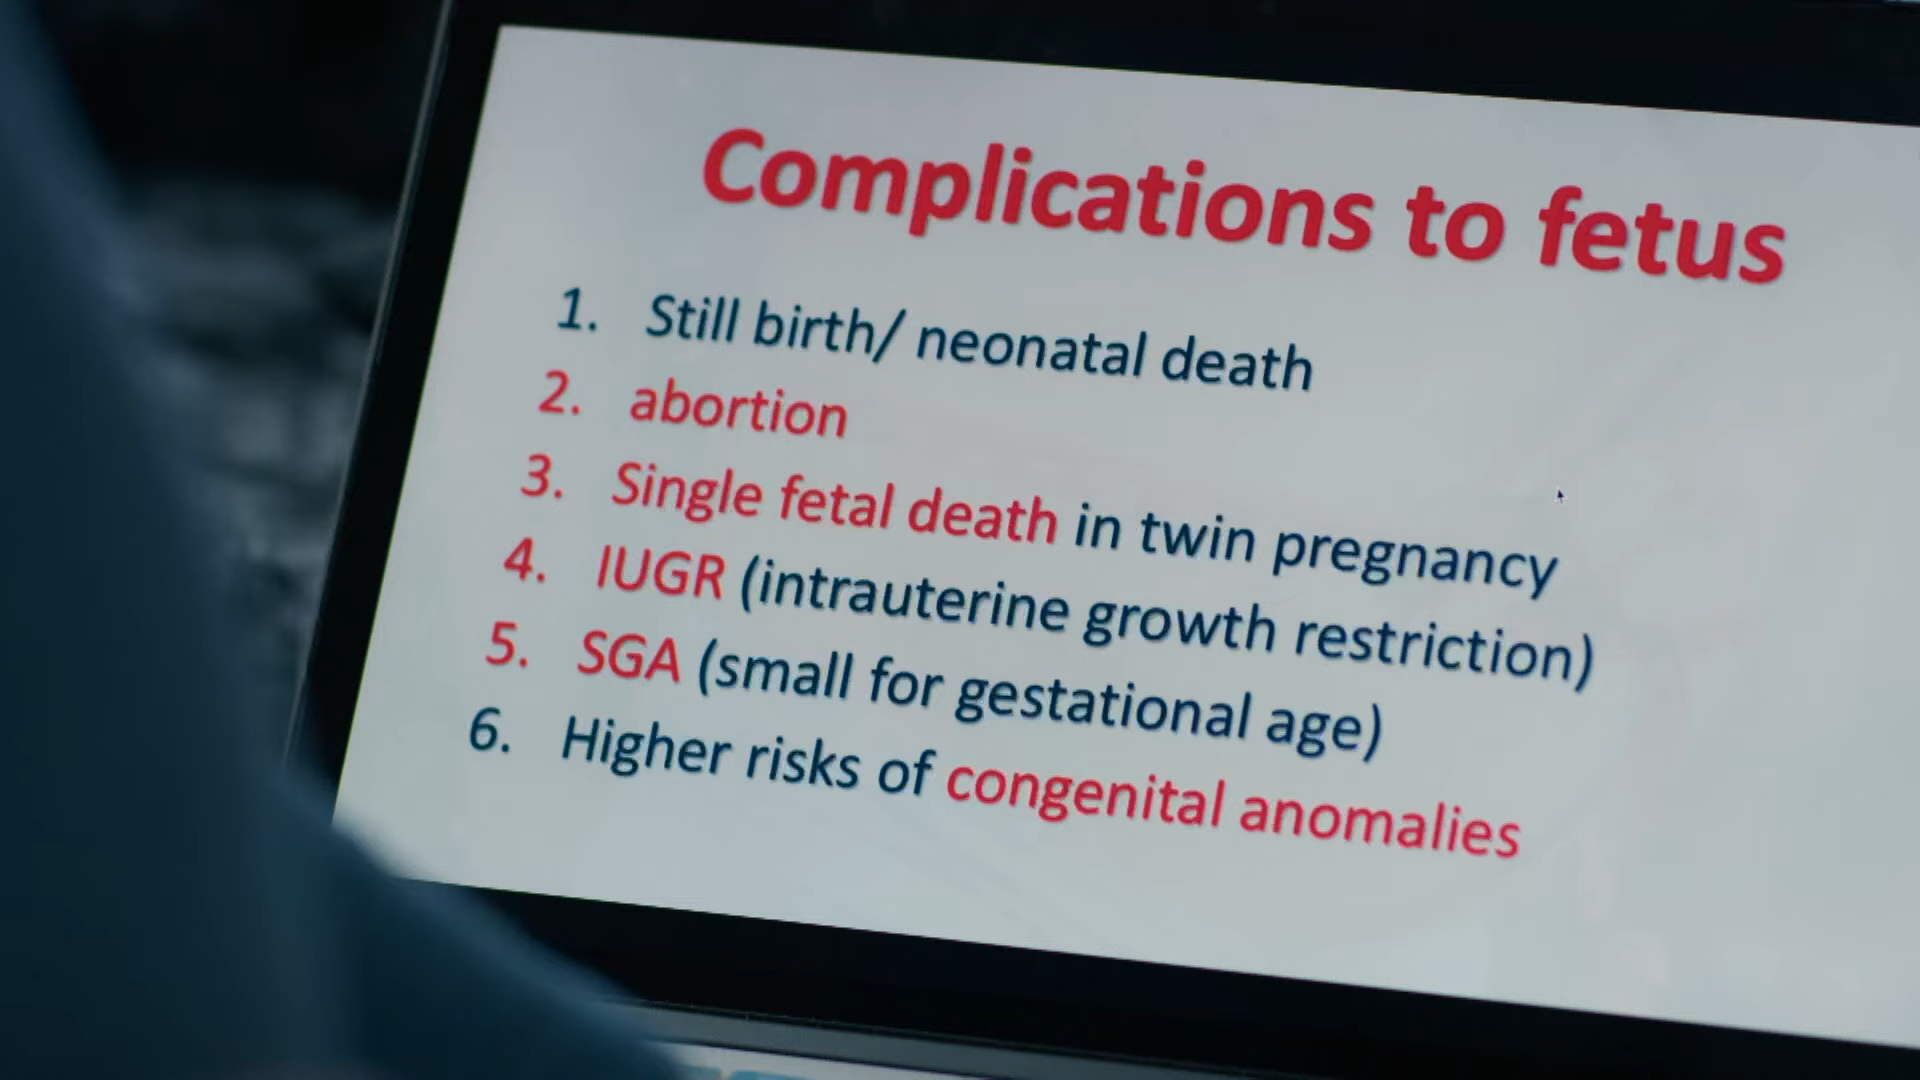 Complications to fetus
1. Still birth/ neonatal death
2. abortion
3. Single fetal death in twin pregnancy
4. IUGR (intrauterine growth restriction)
5. SGA (small for gestational age)
6. Higher risks of congenital anomalies